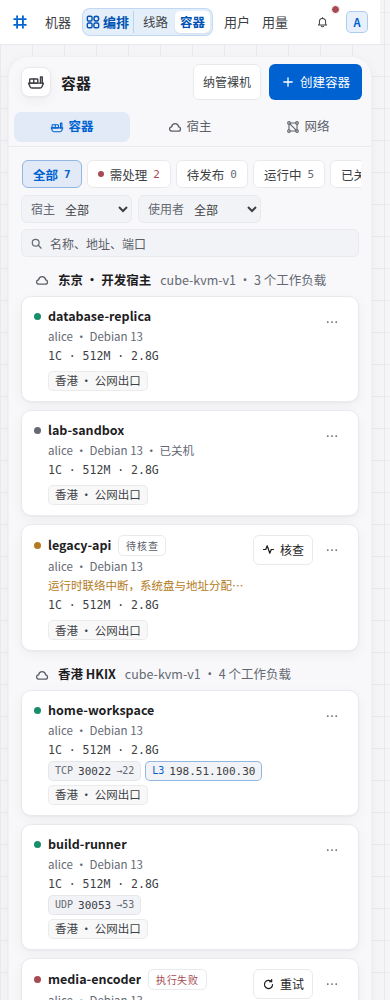 机器 编排 线路 容器 用户 用量 A
容器 纳管裸机 创建容器
容器 宿主 网络
全部 7 需处理 2 待发布 0 运行中 5
宿主 全部 使用者 全部
名称、地址、端口
东京 • 开发宿主 cube-kvm-v1 • 3 个工作负载
database-replica ···
alice • Debian 13
1C · 512M · 2.8G
香港 • 公网出口
lab-sandbox ···
alice • Debian 13 • 已关机
1C · 512M · 2.8G
香港 • 公网出口
legacy-api 待核查 核查 ···
alice • Debian 13
运行时联络中断，系统盘与地址分配…
1C · 512M · 2.8G
香港 • 公网出口
香港 HKIX cube-kvm-v1 • 4 个工作负载
home-workspace ···
alice • Debian 13
1C · 512M · 2.8G
TCP 30022 →22 L3 198.51.100.30
香港 • 公网出口
build-runner ···
alice • Debian 13
1C · 512M · 2.8G
UDP 30053 →53
香港 • 公网出口
media-encoder 执行失败 重试 ···
alice • Debian 13